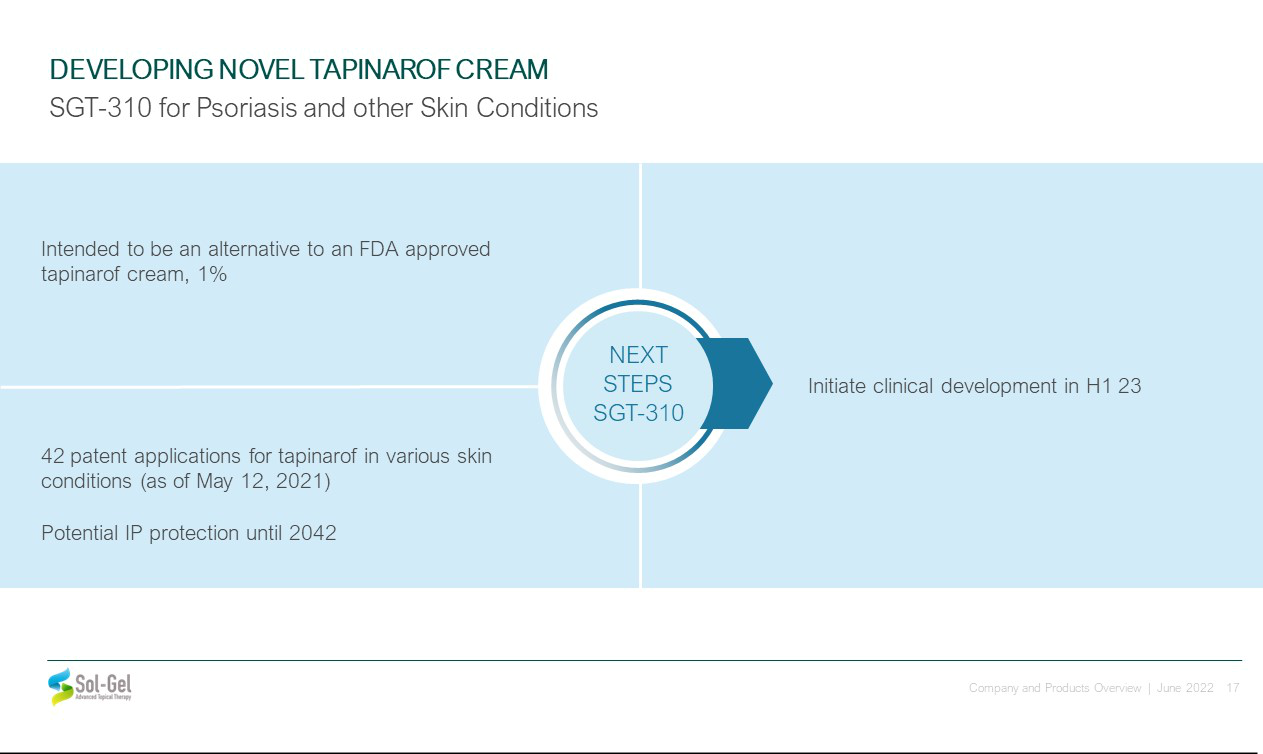 DEVELOPING NOVEL TAPINAROF CREAM
SGT-310 for Psoriasis and other Skin Conditions
Intended to be an alternative to an FDA approved
tapinarof cream, 1%
42 patent applications for tapinarof in various skin
conditions (as of May 12, 2021)
Potential IP protection until 2042
NEXT
STEPS
SGT-310
Initiate clinical development in H1 23
Sol-Gel
Advanced Topical Therapy
Company and Products Overview | June 2022 17